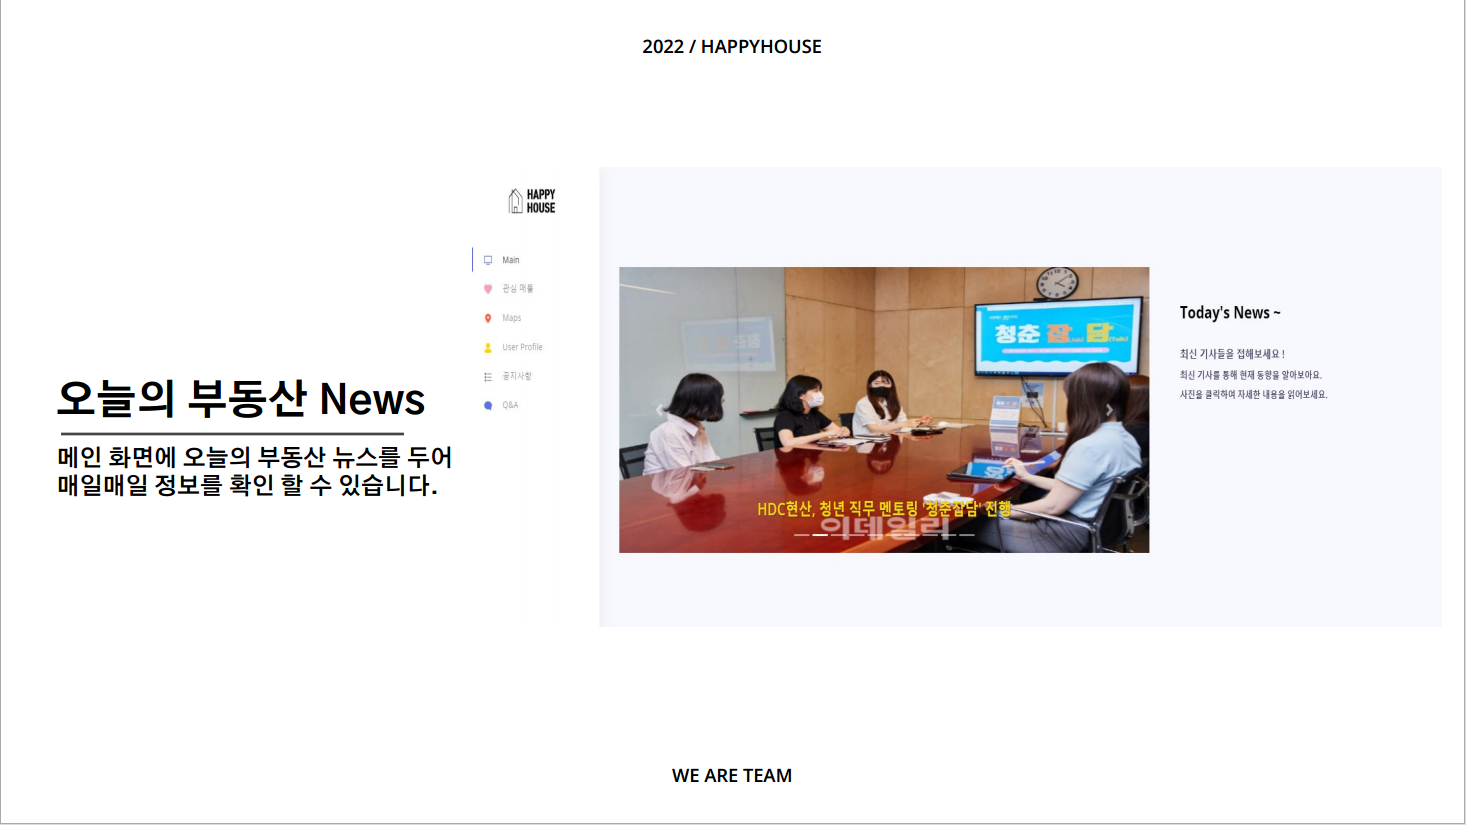 2022 / HAPPYHOUSE
오늘의 부동산 News
메인 화면에 오늘의 부동산 뉴스를 두어
매일매일 정보를 확인 할 수 있습니다.
HAPPY
HOUSE
Main
관심 매물
Maps
User Profile
공지사항
Q&A
청춘 잡 담
HDC현산, 청년 직무 멘토링 '청춘잡담' 진행
이데일리
Today's News ~
최신 기사들을 접해보세요 !
최신 기사를 통해 현재 동향을 알아보아요.
사진을 클릭하여 자세한 내용을 읽어보세요.
WE ARE TEAM